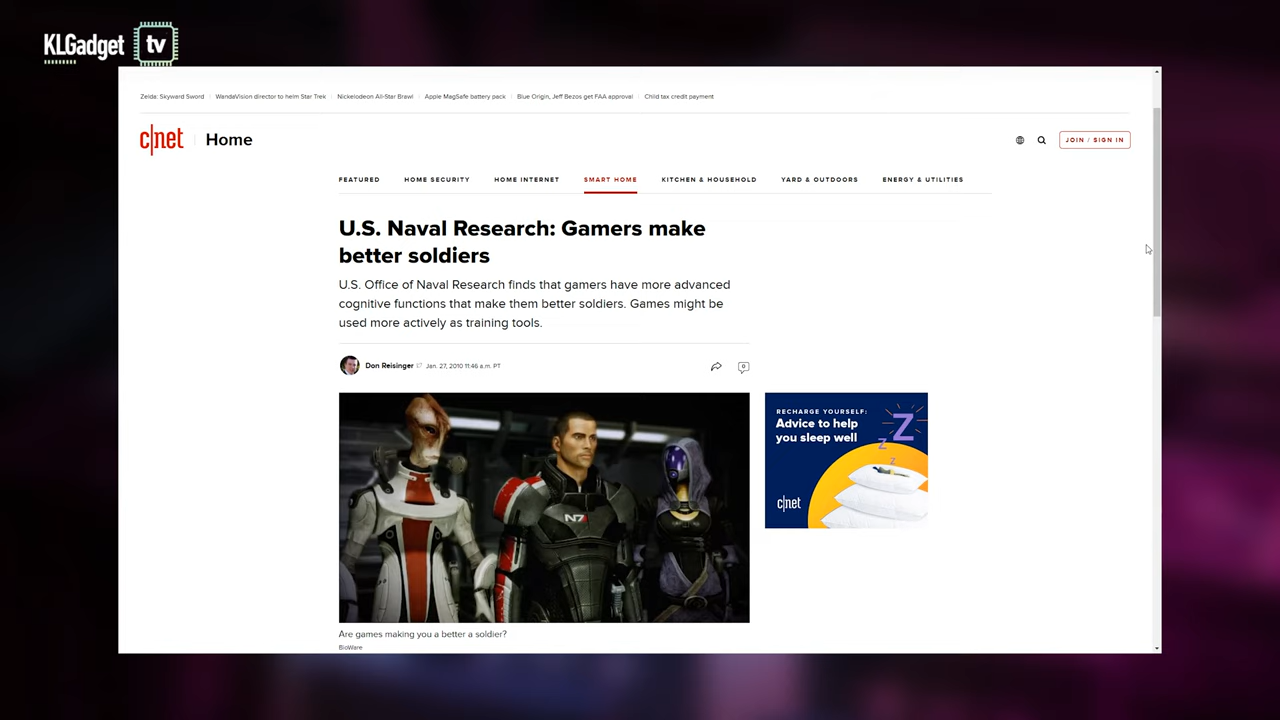 KLGadget tv
Zelda: Skyward Sword WandaVision director to helm Star Trek Nickelodeon All-Star Brawl Apple MagSafe battery pack Blue Origin, Jeff Bezos get FAA approval Child tax credit payment
c|net Home
JOIN / SIGN IN
FEATURED HOME SECURITY HOME INTERNET SMART HOME KITCHEN & HOUSEHOLD YARD & OUTDOORS ENERGY & UTILITIES
U.S. Naval Research: Gamers make
better soldiers
U.S. Office of Naval Research finds that gamers have more advanced
cognitive functions that make them better soldiers. Games might be
used more actively as training tools.
Don Reisinger Jan. 27, 2010 11:46 a.m. PT
0
N7
RECHARGE YOURSELF:
Advice to help
you sleep well
Z
Z
Z
c|net
Are games making you a better a soldier?
BioWare